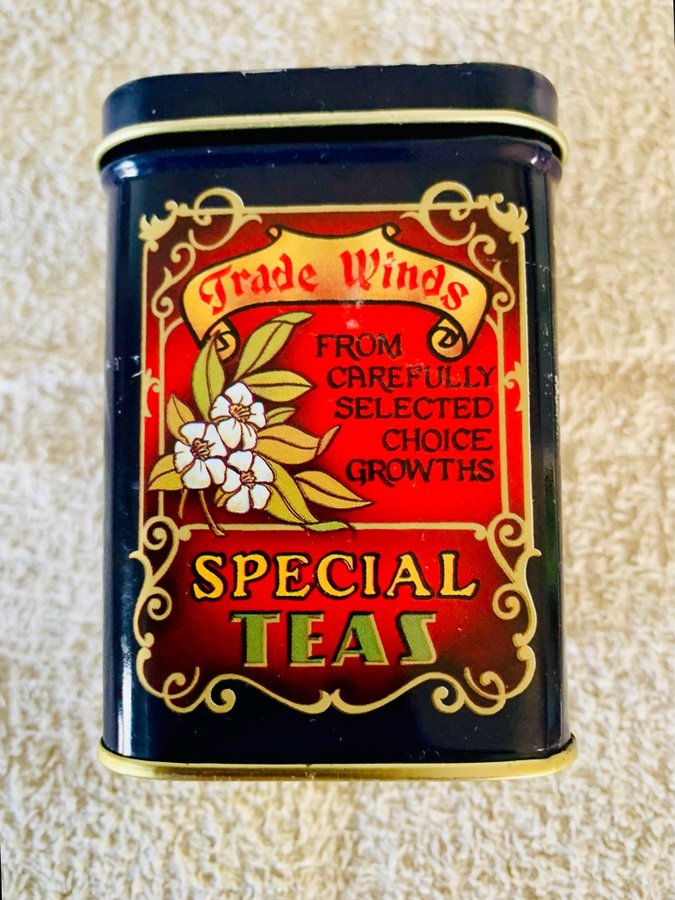 Trade Winds
FROM
CAREFULLY
SELECTED
CHOICE
GROWTHS
SPECIAL
TEAS